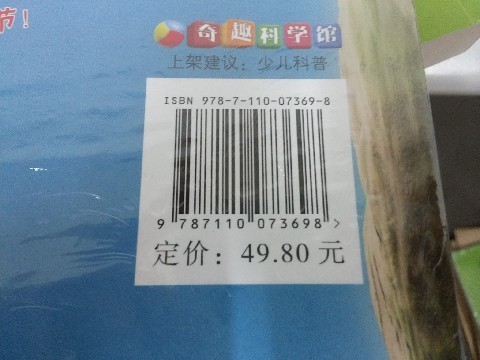 节！
奇趣科学馆
上架建议：少儿科普
ISBN 978-7-110-07369-8
9 787110 073698 >
定价：49.80 元